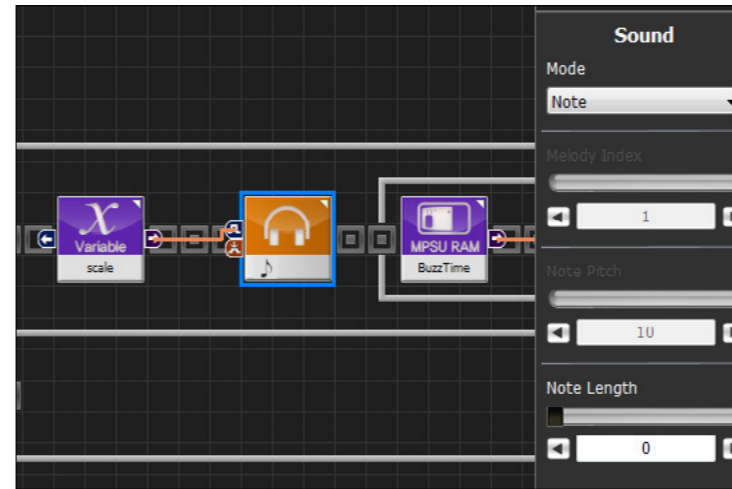 Sound
Mode
Note
Melody Index
1
Note Pitch
10
Note Length
0
X
Variable
scale
MPSU RAM
BuzzTime